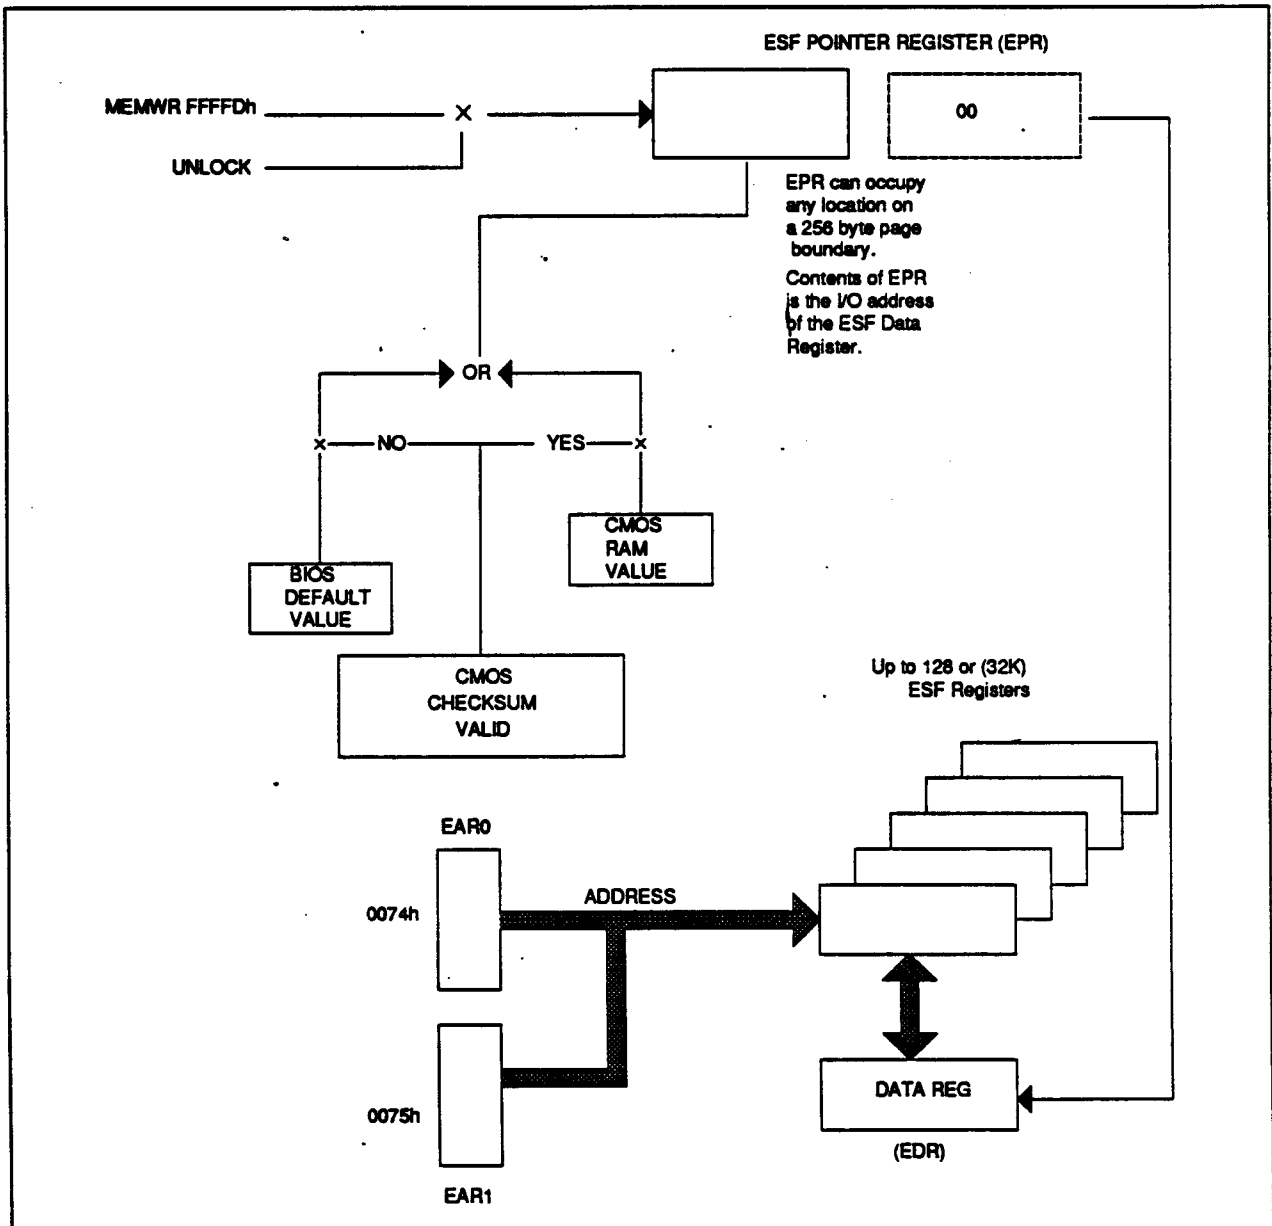 ESF POINTER REGISTER (EPR)
MEMWR FFFFDh
X
00
UNLOCK
EPR can occupy
any location on
a 256 byte page
boundary.
Contents of EPR
is the I/O address
of the ESF Data
Register.
OR
x
NO
YES
x
CMOS
RAM
VALUE
BIOS
DEFAULT
VALUE
CMOS
CHECKSUM
VALID
Up to 128 or (32K)
ESF Registers
EAR0
ADDRESS
0074h
DATA REG
0075h
(EDR)
EAR1